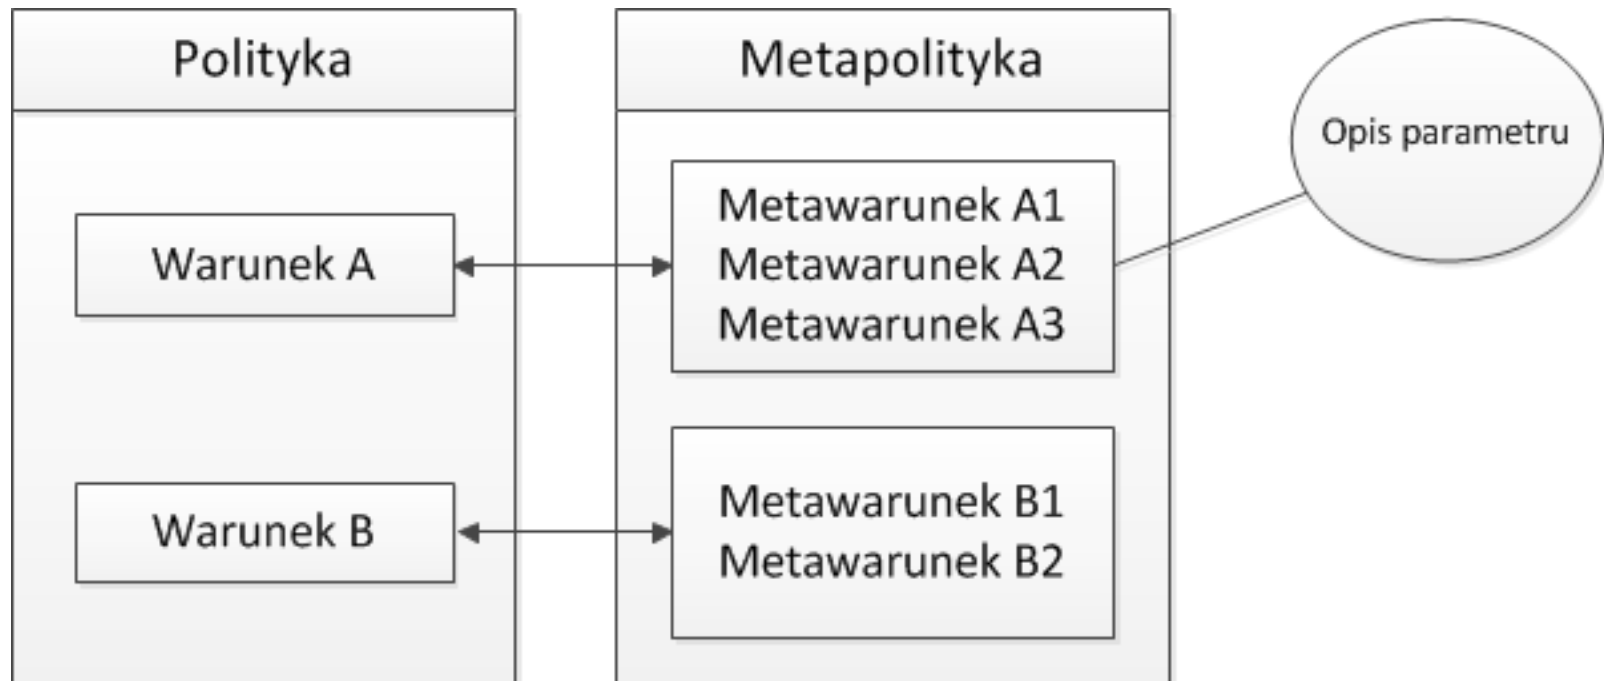 Polityka
Metapolityka
Opis parametru
Warunek A
Metawarunek A1
Metawarunek A2
Metawarunek A3
Warunek B
Metawarunek B1
Metawarunek B2